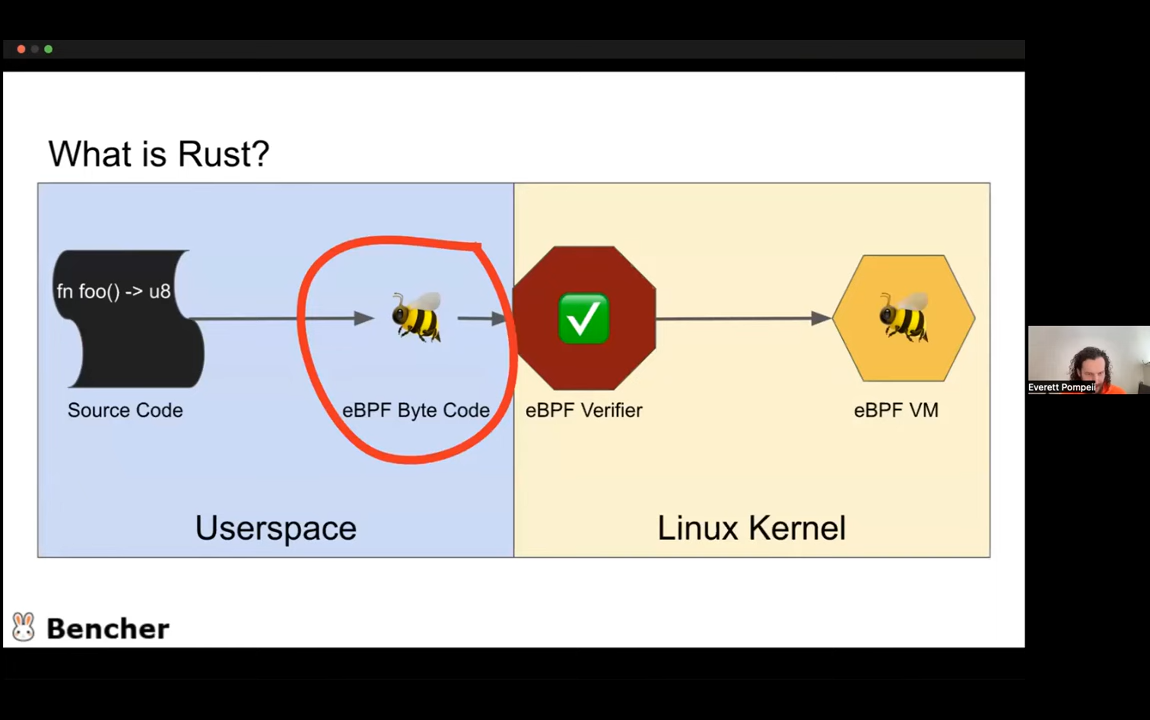 What is Rust?
fn foo() -> u8
Source Code
eBPF Byte Code
eBPF Verifier
eBPF VM
Userspace
Linux Kernel
Bencher
Everett Pompeii